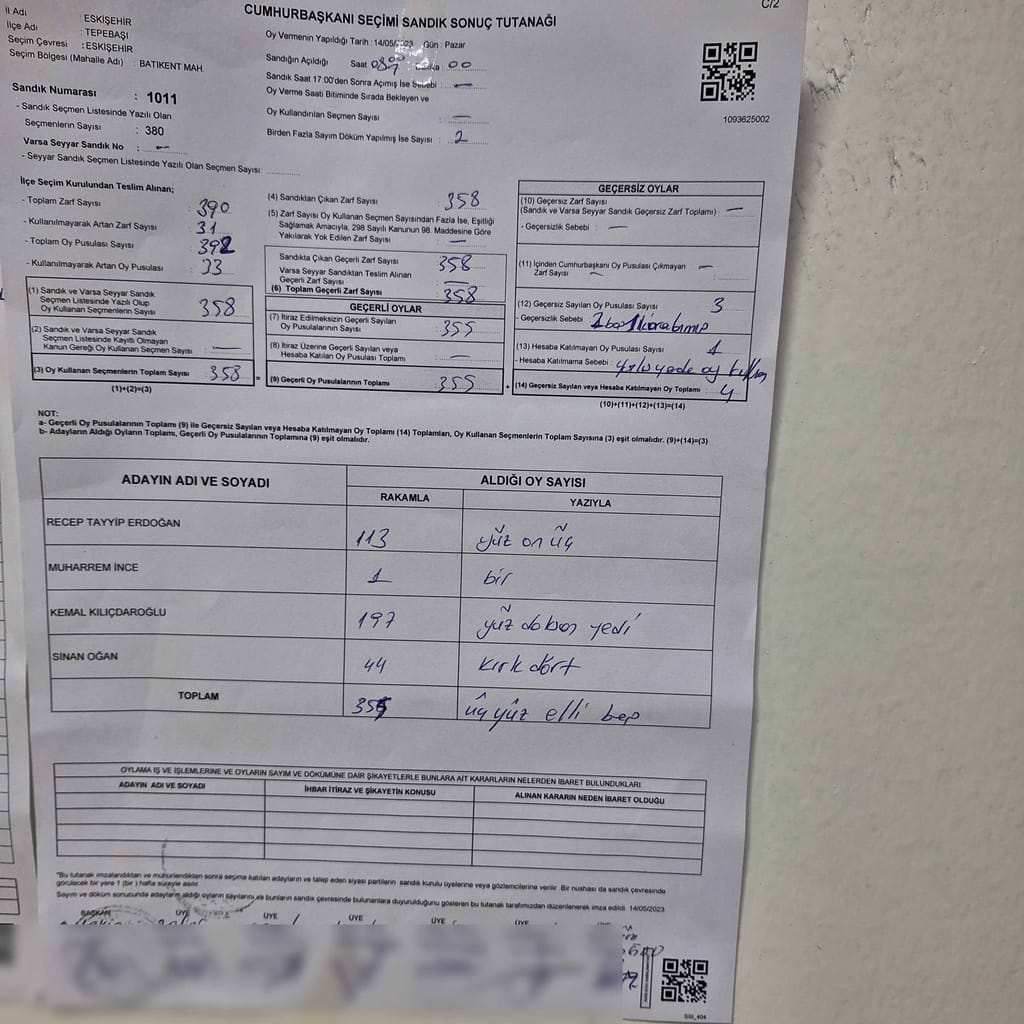 C/2
CUMHURBAŞKANI SEÇİMİ SANDIK SONUÇ TUTANAĞI
İl Adı : ESKİŞEHİR
İlçe Adı : TEPEBAŞI
Seçim Çevresi : ESKİŞEHİR
Seçim Bölgesi (Mahalle Adı) : BATIKENT MAH.
Sandık Numarası : 1011
- Sandık Seçmen Listesinde Yazılı Olan
Seçmenlerin Sayısı : 380
Varsa Seyyar Sandık No : —
- Seyyar Sandık Seçmen Listesinde Yazılı Olan Seçmen Sayısı:
Oy Vermenin Yapıldığı Tarih : 14/05/2023 Gün : Pazar
Sandığın Açıldığı Saat 08 00
Sandık Saat 17:00'den Sonra Açımış İse Sebebi : —
Oy Verme Saati Bitiminde Sırada Bekleyen ve
Oy Kullandırılan Seçmen Sayısı : —
Birden Fazla Sayım Döküm Yapılmış İse Sayısı : 2
1093625002
İlçe Seçim Kurulundan Teslim Alınan;
- Toplam Zarf Sayısı : 390
- Kullanılmayarak Artan Zarf Sayısı : 31
- Toplam Oy Pusulası Sayısı : 392
- Kullanılmayarak Artan Oy Pusulası : 33
(1) Sandık ve Varsa Seyyar Sandık
Seçmen Listesinde Yazılı Olup
Oy Kullanan Seçmenlerin Sayısı : 358
(2) Sandık ve Varsa Seyyar Sandık
Seçmen Listesinde Kayıtlı Olmayan
Kanun Gereği Oy Kullanan Seçmen Sayısı : —
(3) Oy Kullanan Seçmenlerin Toplam Sayısı : 358
(1)+(2)=(3)
(4) Sandıktan Çıkan Zarf Sayısı : 358
(5) Zarf Sayısı Oy Kullanan Seçmen Sayısından Fazla İse, Eşitliği
Sağlamak Amacıyla, 298 Sayılı Kanunun 98. Maddesine Göre
Yakılarak Yok Edilen Zarf Sayısı : —
Sandıkta Çıkan Geçerli Zarf Sayısı : 358
Varsa Seyyar Sandıktan Teslim Alınan
Geçerli Zarf Sayısı : —
(6) Toplam Geçerli Zarf Sayısı : 358
GEÇERLİ OYLAR
(7) İtiraz Edilmeksizin Geçerli Sayılan
Oy Pusulalarının Sayısı : 355
(8) İtiraz Üzerine Geçerli Sayılan veya
Hesaba Katılan Oy Pusulası Toplamı : —
(9) Geçerli Oy Pusulalarının Toplamı : 355
GEÇERSİZ OYLAR
(10) Geçersiz Zarf Sayısı
(Sandık ve Varsa Seyyar Sandık Geçersiz Zarf Toplamı) : —
- Geçersizlik Sebebi : —
(11) İçinden Cumhurbaşkanı Oy Pusulası Çıkmayan
Zarf Sayısı : —
(12) Geçersiz Sayılan Oy Pusulası Sayısı : 3
- Geçersizlik Sebebi :
(13) Hesaba Katılmayan Oy Pusulası Sayısı : 1
- Hesaba Katılmama Sebebi : oy
(14) Geçersiz Sayılan veya Hesaba Katılmayan Oy Toplamı : 4
(10)+(11)+(12)+(13)=(14)
NOT:
a- Geçerli Oy Pusulalarının Toplamı (9) ile Geçersiz Sayılan veya Hesaba Katılmayan Oy Toplamı (14) Toplamları, Oy Kullanan Seçmenlerin Toplam Sayısına (3) eşit olmalıdır. (9)+(14)=(3)
b- Adayların Aldığı Oyların Toplamı, Geçerli Oy Pusulalarının Toplamına (9) eşit olmalıdır.
ADAYIN ADI VE SOYADI ALDIĞI OY SAYISI
RAKAMLA YAZIYLA
RECEP TAYYİP ERDOĞAN 113 yüz on üç
MUHARREM İNCE 1 bir
KEMAL KILIÇDAROĞLU 197 yüz doksan yedi
SİNAN OĞAN 44 kırk dört
TOPLAM 355 üç yüz elli beş
OYLAMA İŞ VE İŞLEMLERİNE VE OYLARIN SAYIM VE DÖKÜMÜNE DAİR ŞİKAYETLERLE BUNLARA AİT KARARLARIN NELERDEN İBARET BULUNDUKLARI
ADAYIN ADI VE SOYADI İHBAR İTİRAZ VE ŞİKAYETİN KONUSU ALINAN KARARIN NEDEN İBARET OLDUĞU
"Bu tutanak imzalandıktan ve mühürlendikten sonra seçime katılan adayların ve talep eden siyasi partilerin sandık kurulu üyelerine veya gözlemcilerine verilir. Bir nüshası da sandık çevresinde
görülecek bir yere 1 (bir) hafta süreyle asılır.
Sayım ve döküm sonucunda adayların aldığı oyların sayılarını ve bunların sandık çevresinde bulunanlara duyurulduğunu gösteren bu tutanak tarafımızdan düzenlenerek imza edildi. 14/05/2023
BAŞKAN ÜYE ÜYE ÜYE ÜYE ÜYE